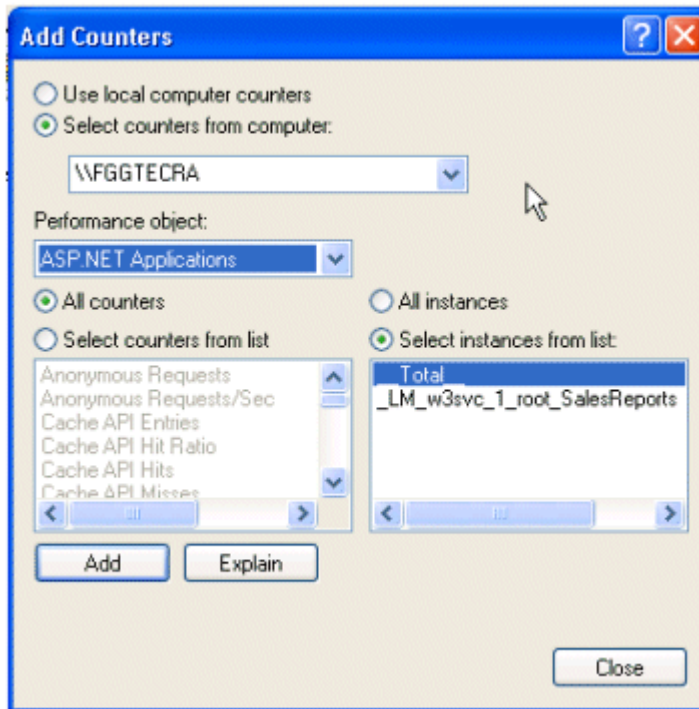 Add Counters
Use local computer counters
Select counters from computer:
\\FGGTECRA
Performance object:
ASP.NET Applications
All counters
All instances
Select counters from list
Select instances from list:
Anonymous Requests
Anonymous Requests/Sec
Cache API Entries
Cache API Hit Ratio
Cache API Hits
Cache API Misses
__Total__
_LM_w3svc_1_root_SalesReports
Add
Explain
Close